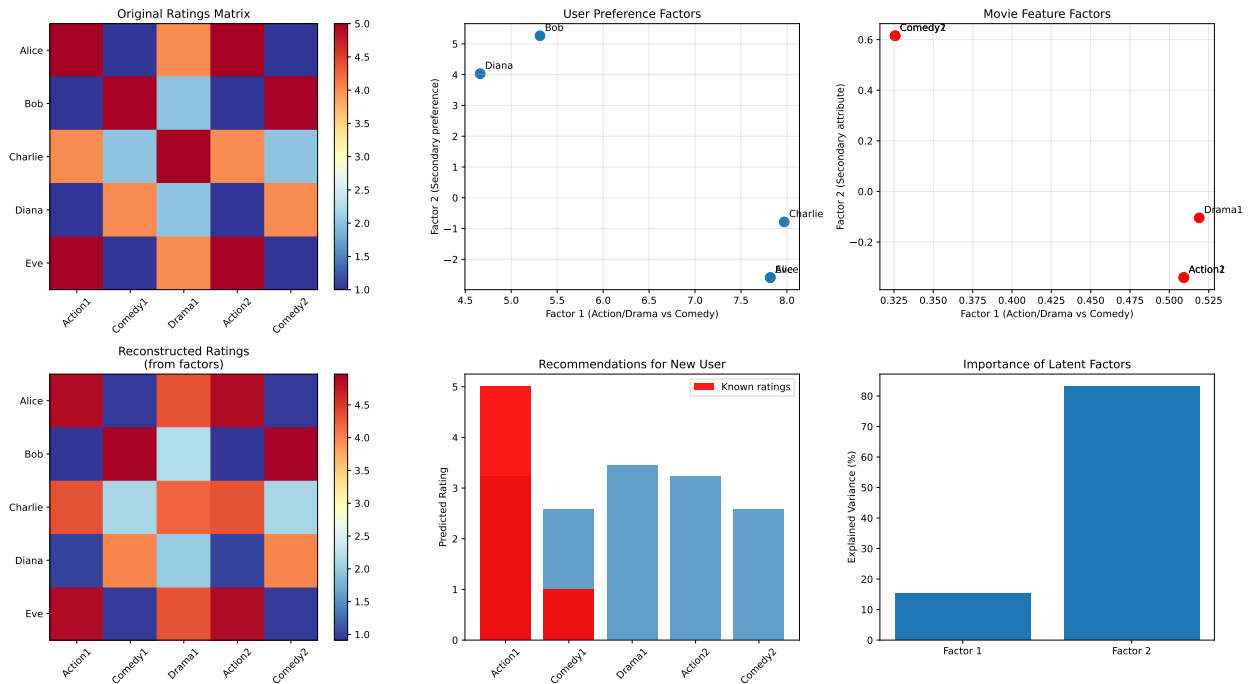 Original Ratings Matrix
Alice
Bob
Charlie
Diana
Eve
Action1
Comedy1
Drama1
Action2
Comedy2
5.0
4.5
4.0
3.5
3.0
2.5
2.0
1.5
1.0
User Preference Factors
Factor 2 (Secondary preference)
5
4
3
2
1
0
−1
−2
Bob
Diana
Charlie
Alice
Eve
4.5
5.0
5.5
6.0
6.5
7.0
7.5
8.0
Factor 1 (Action/Drama vs Comedy)
Movie Feature Factors
Factor 2 (Secondary attribute)
0.6
0.4
0.2
0.0
−0.2
Drama1
0.325
0.350
0.375
0.400
0.425
0.450
0.475
0.500
0.525
Factor 1 (Action/Drama vs Comedy)
Reconstructed Ratings
(from factors)
Alice
Bob
Charlie
Diana
Eve
Action1
Comedy1
Drama1
Action2
Comedy2
4.5
4.0
3.5
3.0
2.5
2.0
1.5
1.0
Recommendations for New User
Known ratings
Predicted Rating
5
4
3
2
1
0
Action1
Comedy1
Drama1
Action2
Comedy2
Importance of Latent Factors
Explained Variance (%)
80
70
60
50
40
30
20
10
0
Factor 1
Factor 2